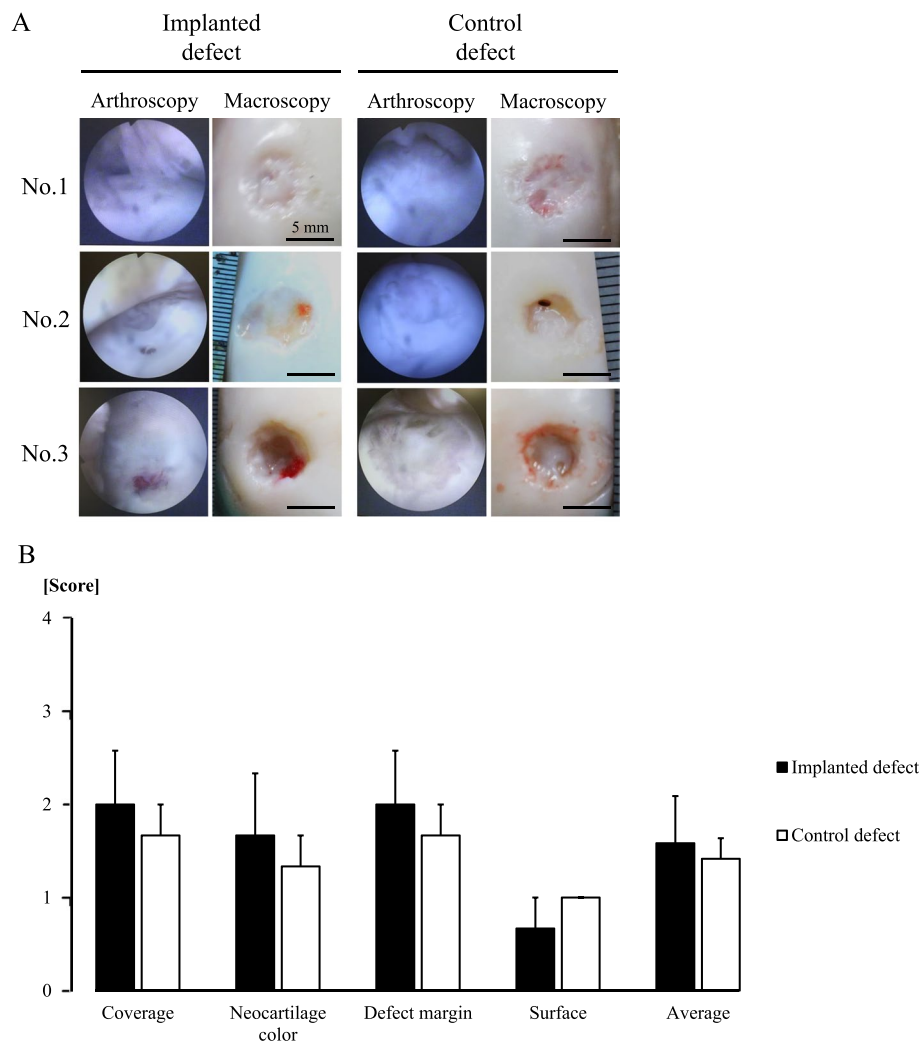 A
Implanted
defect
Control
defect
Arthroscopy Macroscopy Arthroscopy Macroscopy
No.1
5 mm
No.2
No.3
B
[Score]
4
3
2
1
0
Coverage
Neocartilage
color
Defect margin
Surface
Average
Implanted defect
Control defect